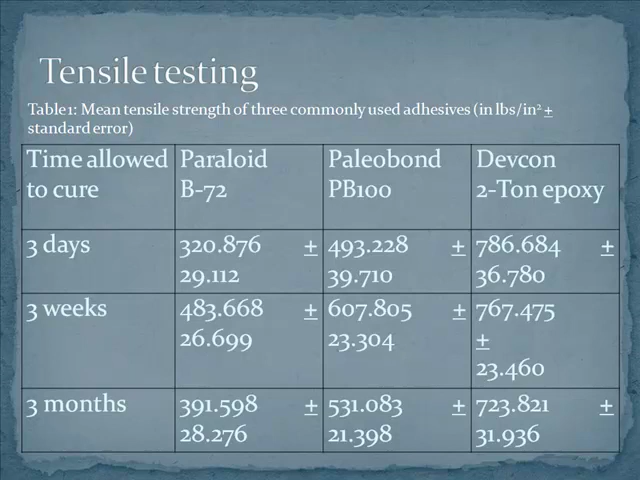 Tensile testing
Table 1: Mean tensile strength of three commonly used adhesives (in lbs/in² ±
standard error)
Time allowed to cure | Paraloid B-72 | Paleobond PB100 | Devcon 2-Ton epoxy
3 days | 320.876 ± 29.112 | 493.228 ± 39.710 | 786.684 ± 36.780
3 weeks | 483.668 ± 26.699 | 607.805 ± 23.304 | 767.475 ± 23.460
3 months | 391.598 ± 28.276 | 531.083 ± 21.398 | 723.821 ± 31.936